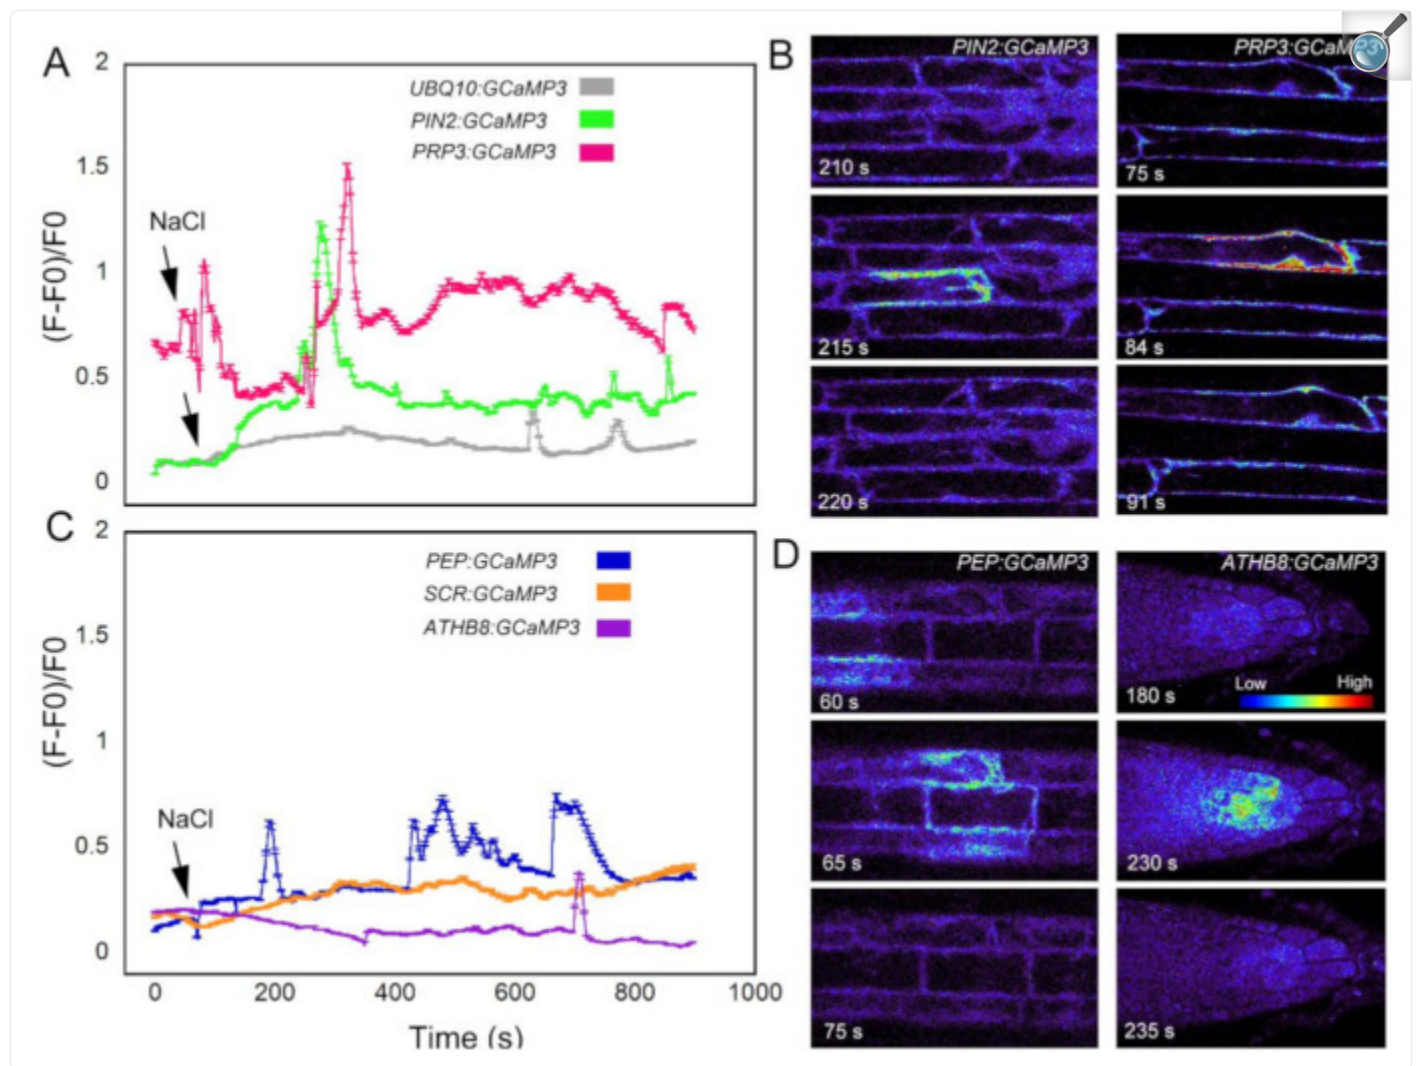 A
2
1.5
1
0.5
0
(F-F0)/F0
UBQ10:GCaMP3
PIN2:GCaMP3
PRP3:GCaMP3
NaCl
B
PIN2:GCaMP3
PRP3:GCaMP3
210 s
75 s
215 s
84 s
220 s
91 s
C
2
1.5
1
0.5
0
(F-F0)/F0
PEP:GCaMP3
SCR:GCaMP3
ATHB8:GCaMP3
NaCl
0 200 400 600 800 1000
Time (s)
D
PEP:GCaMP3
ATHB8:GCaMP3
60 s
180 s
Low High
65 s
230 s
75 s
235 s